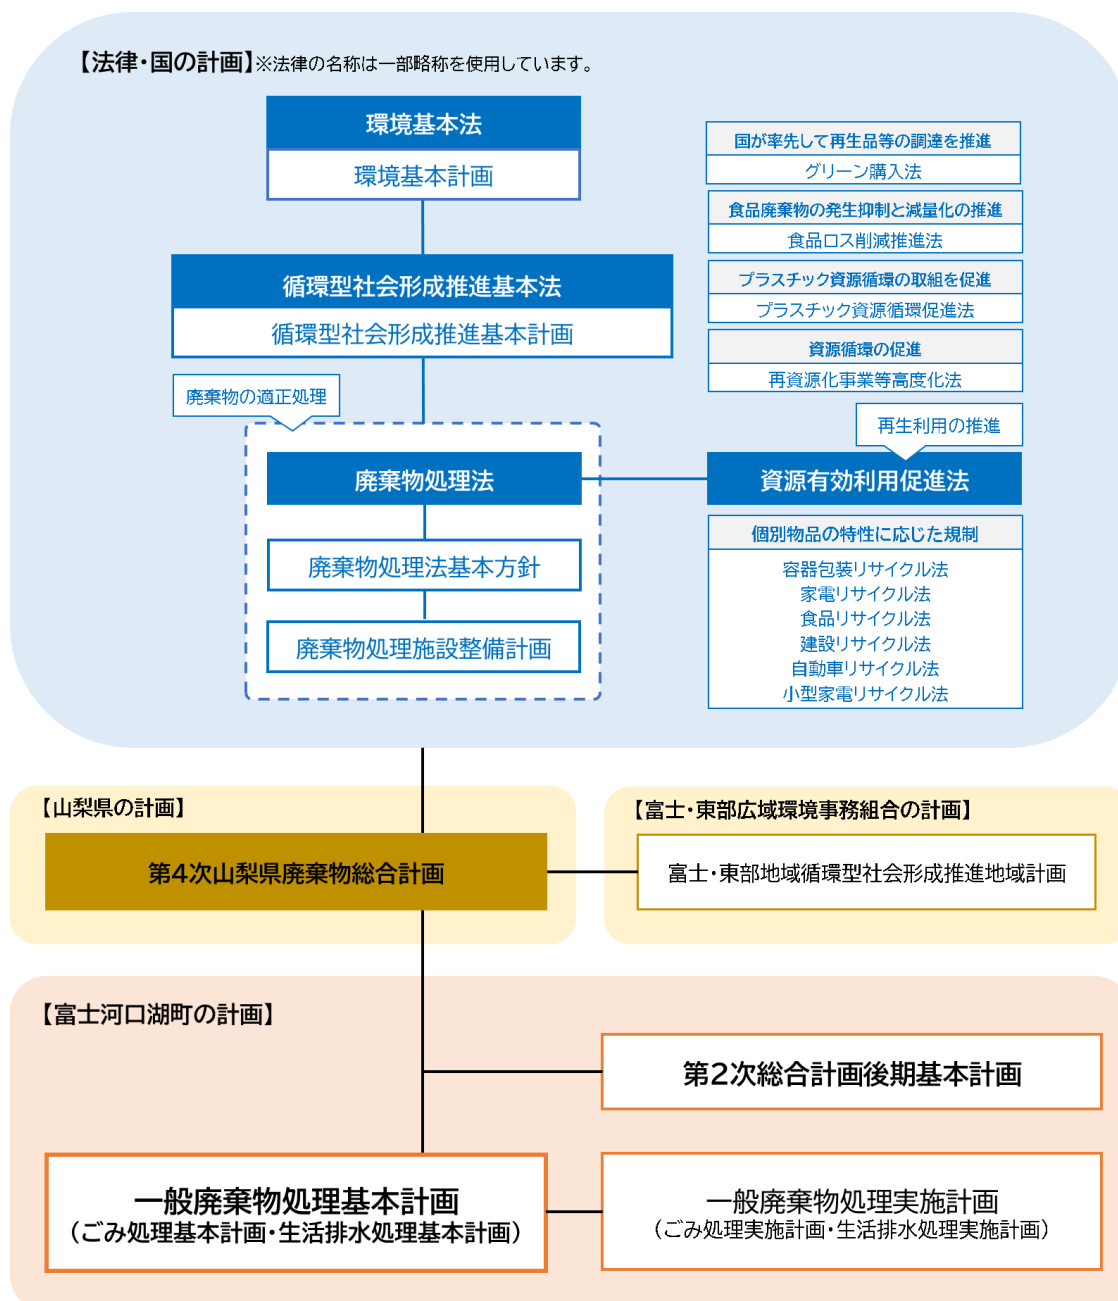 【法律・国の計画】※法律の名称は一部略称を使用しています。
環境基本法
環境基本計画
循環型社会形成推進基本法
循環型社会形成推進基本計画
廃棄物の適正処理
廃棄物処理法
廃棄物処理法基本方針
廃棄物処理施設整備計画
国が率先して再生品等の調達を推進
グリーン購入法
食品廃棄物の発生抑制と減量化の推進
食品ロス削減推進法
プラスチック資源循環の取組を促進
プラスチック資源循環促進法
資源循環の促進
再資源化事業等高度化法
再生利用の推進
資源有効利用促進法
個別物品の特性に応じた規制
容器包装リサイクル法
家電リサイクル法
食品リサイクル法
建設リサイクル法
自動車リサイクル法
小型家電リサイクル法
【山梨県の計画】
第4次山梨県廃棄物総合計画
【富士・東部広域環境事務組合の計画】
富士・東部地域循環型社会形成推進地域計画
【富士河口湖町の計画】
第2次総合計画後期基本計画
一般廃棄物処理基本計画
（ごみ処理基本計画・生活排水処理基本計画）
一般廃棄物処理実施計画
（ごみ処理実施計画・生活排水処理実施計画）